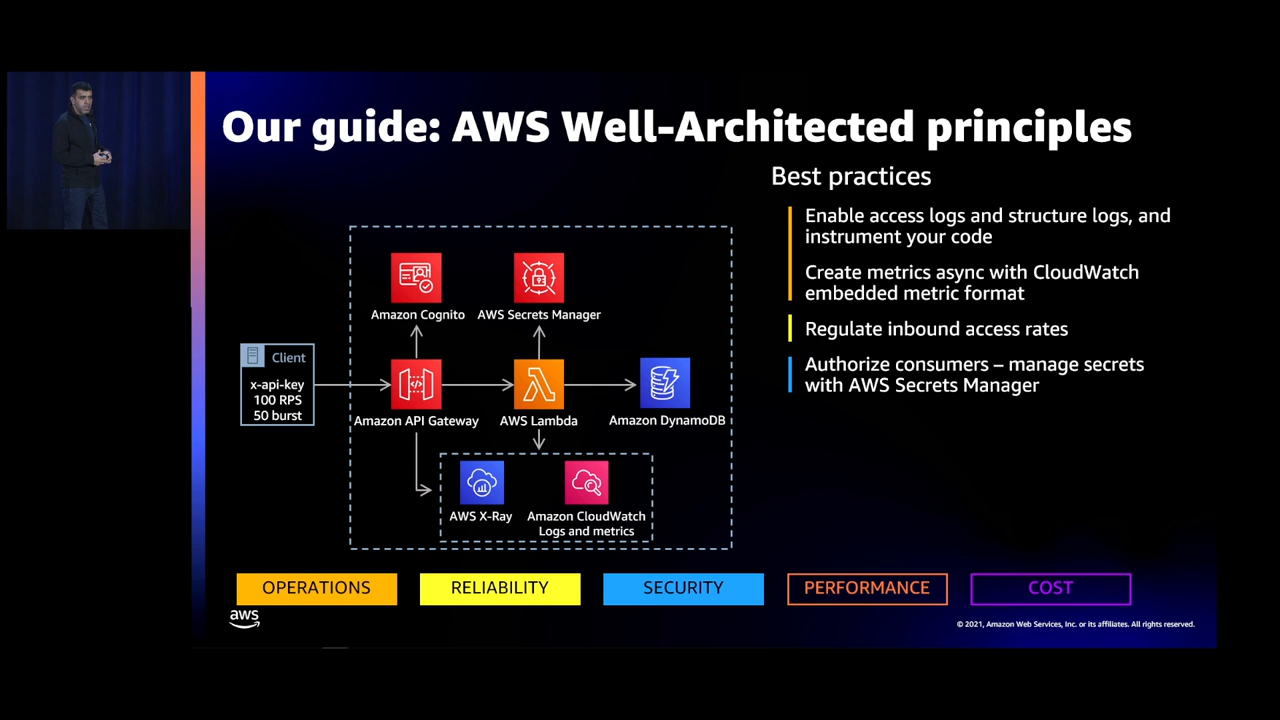 Our guide: AWS Well-Architected principles
Best practices
Enable access logs and structure logs, and
instrument your code
Create metrics async with CloudWatch
embedded metric format
Regulate inbound access rates
Authorize consumers – manage secrets
with AWS Secrets Manager
Amazon Cognito
AWS Secrets Manager
Client
x-api-key
100 RPS
50 burst
Amazon API Gateway
AWS Lambda
Amazon DynamoDB
AWS X-Ray
Amazon CloudWatch
Logs and metrics
OPERATIONS
RELIABILITY
SECURITY
PERFORMANCE
COST
aws
© 2021, Amazon Web Services, Inc. or its affiliates. All rights reserved.